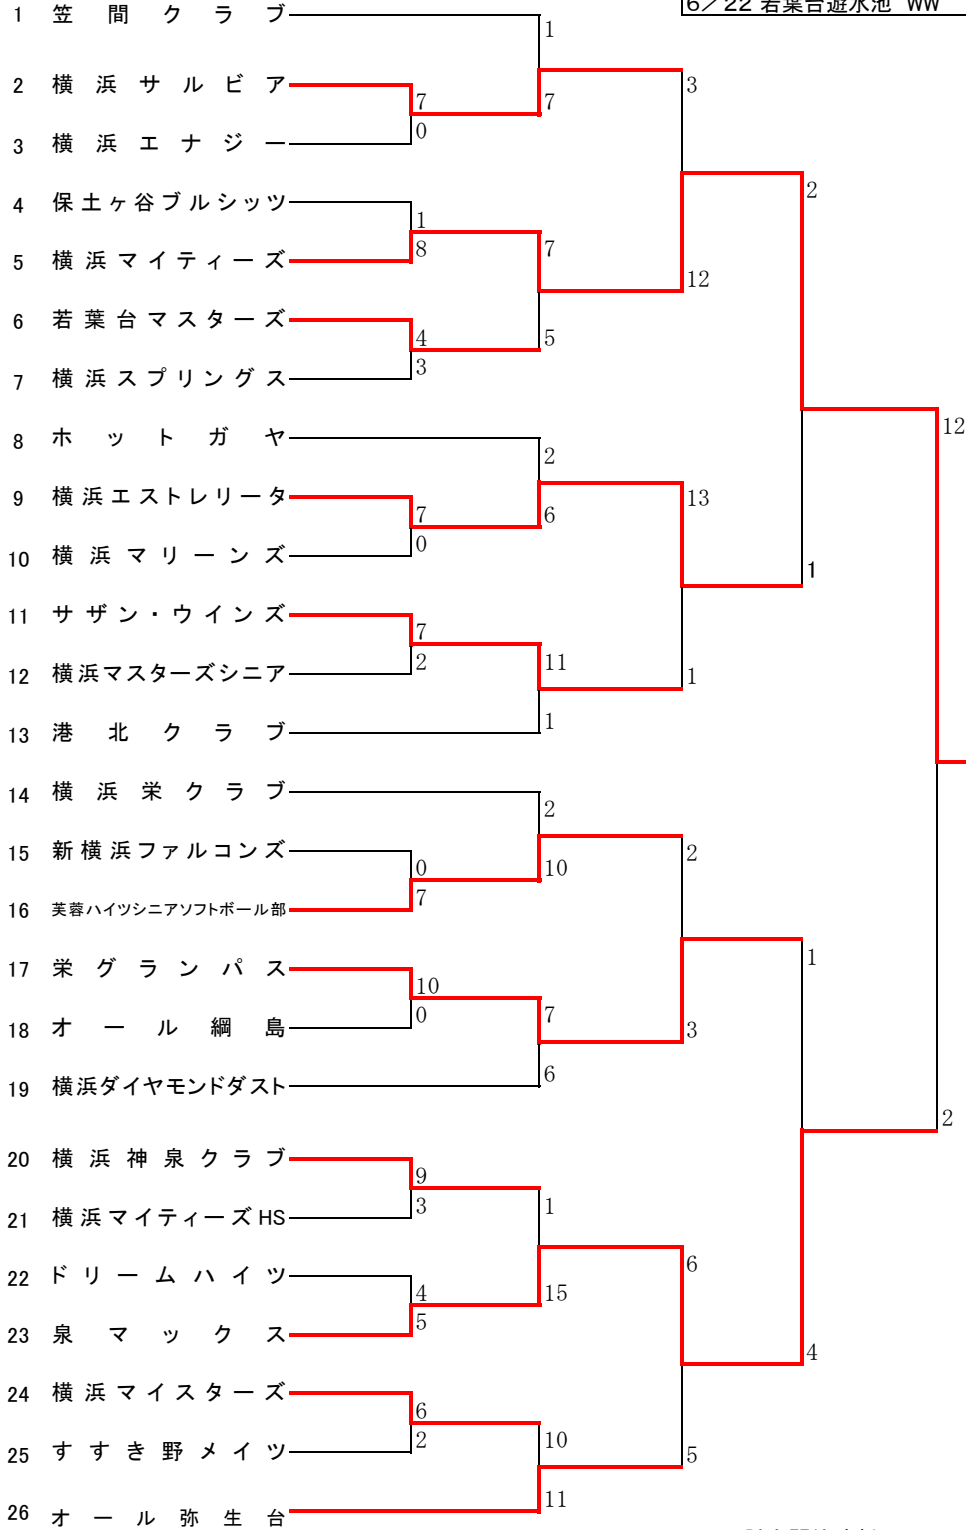 6/22 若葉台遊水池 WW
1 笠間クラブ
1
2 横浜サルビア
3
7
7
0
3 横浜エナジー
2
4 保土ヶ谷ブルシッツ
1
8
7
5 横浜マイティーズ
12
6 若葉台マスターズ
4
5
3
7 横浜スプリングス
12
8 ホットガヤ
2
9 横浜エストレリータ
13
7
6
0
10 横浜マリーンズ
1
11 サザン・ウインズ
7
2
11
12 横浜マスターズシニア
1
1
13 港北クラブ
14 横浜栄クラブ
2
15 新横浜ファルコンズ
2
0
10
7
16 芙蓉ハイツシニアソフトボール部
1
17 栄グランパス
10
0
7
18 オール綱島
3
6
19 横浜ダイヤモンドダスト
2
20 横浜神泉クラブ
9
3
1
21 横浜マイティーズHS
6
22 ドリームハイツ
4
15
5
23 泉マックス
4
24 横浜マイスターズ
6
2
10
25 すすき野メイツ
5
11
26 オール弥生台